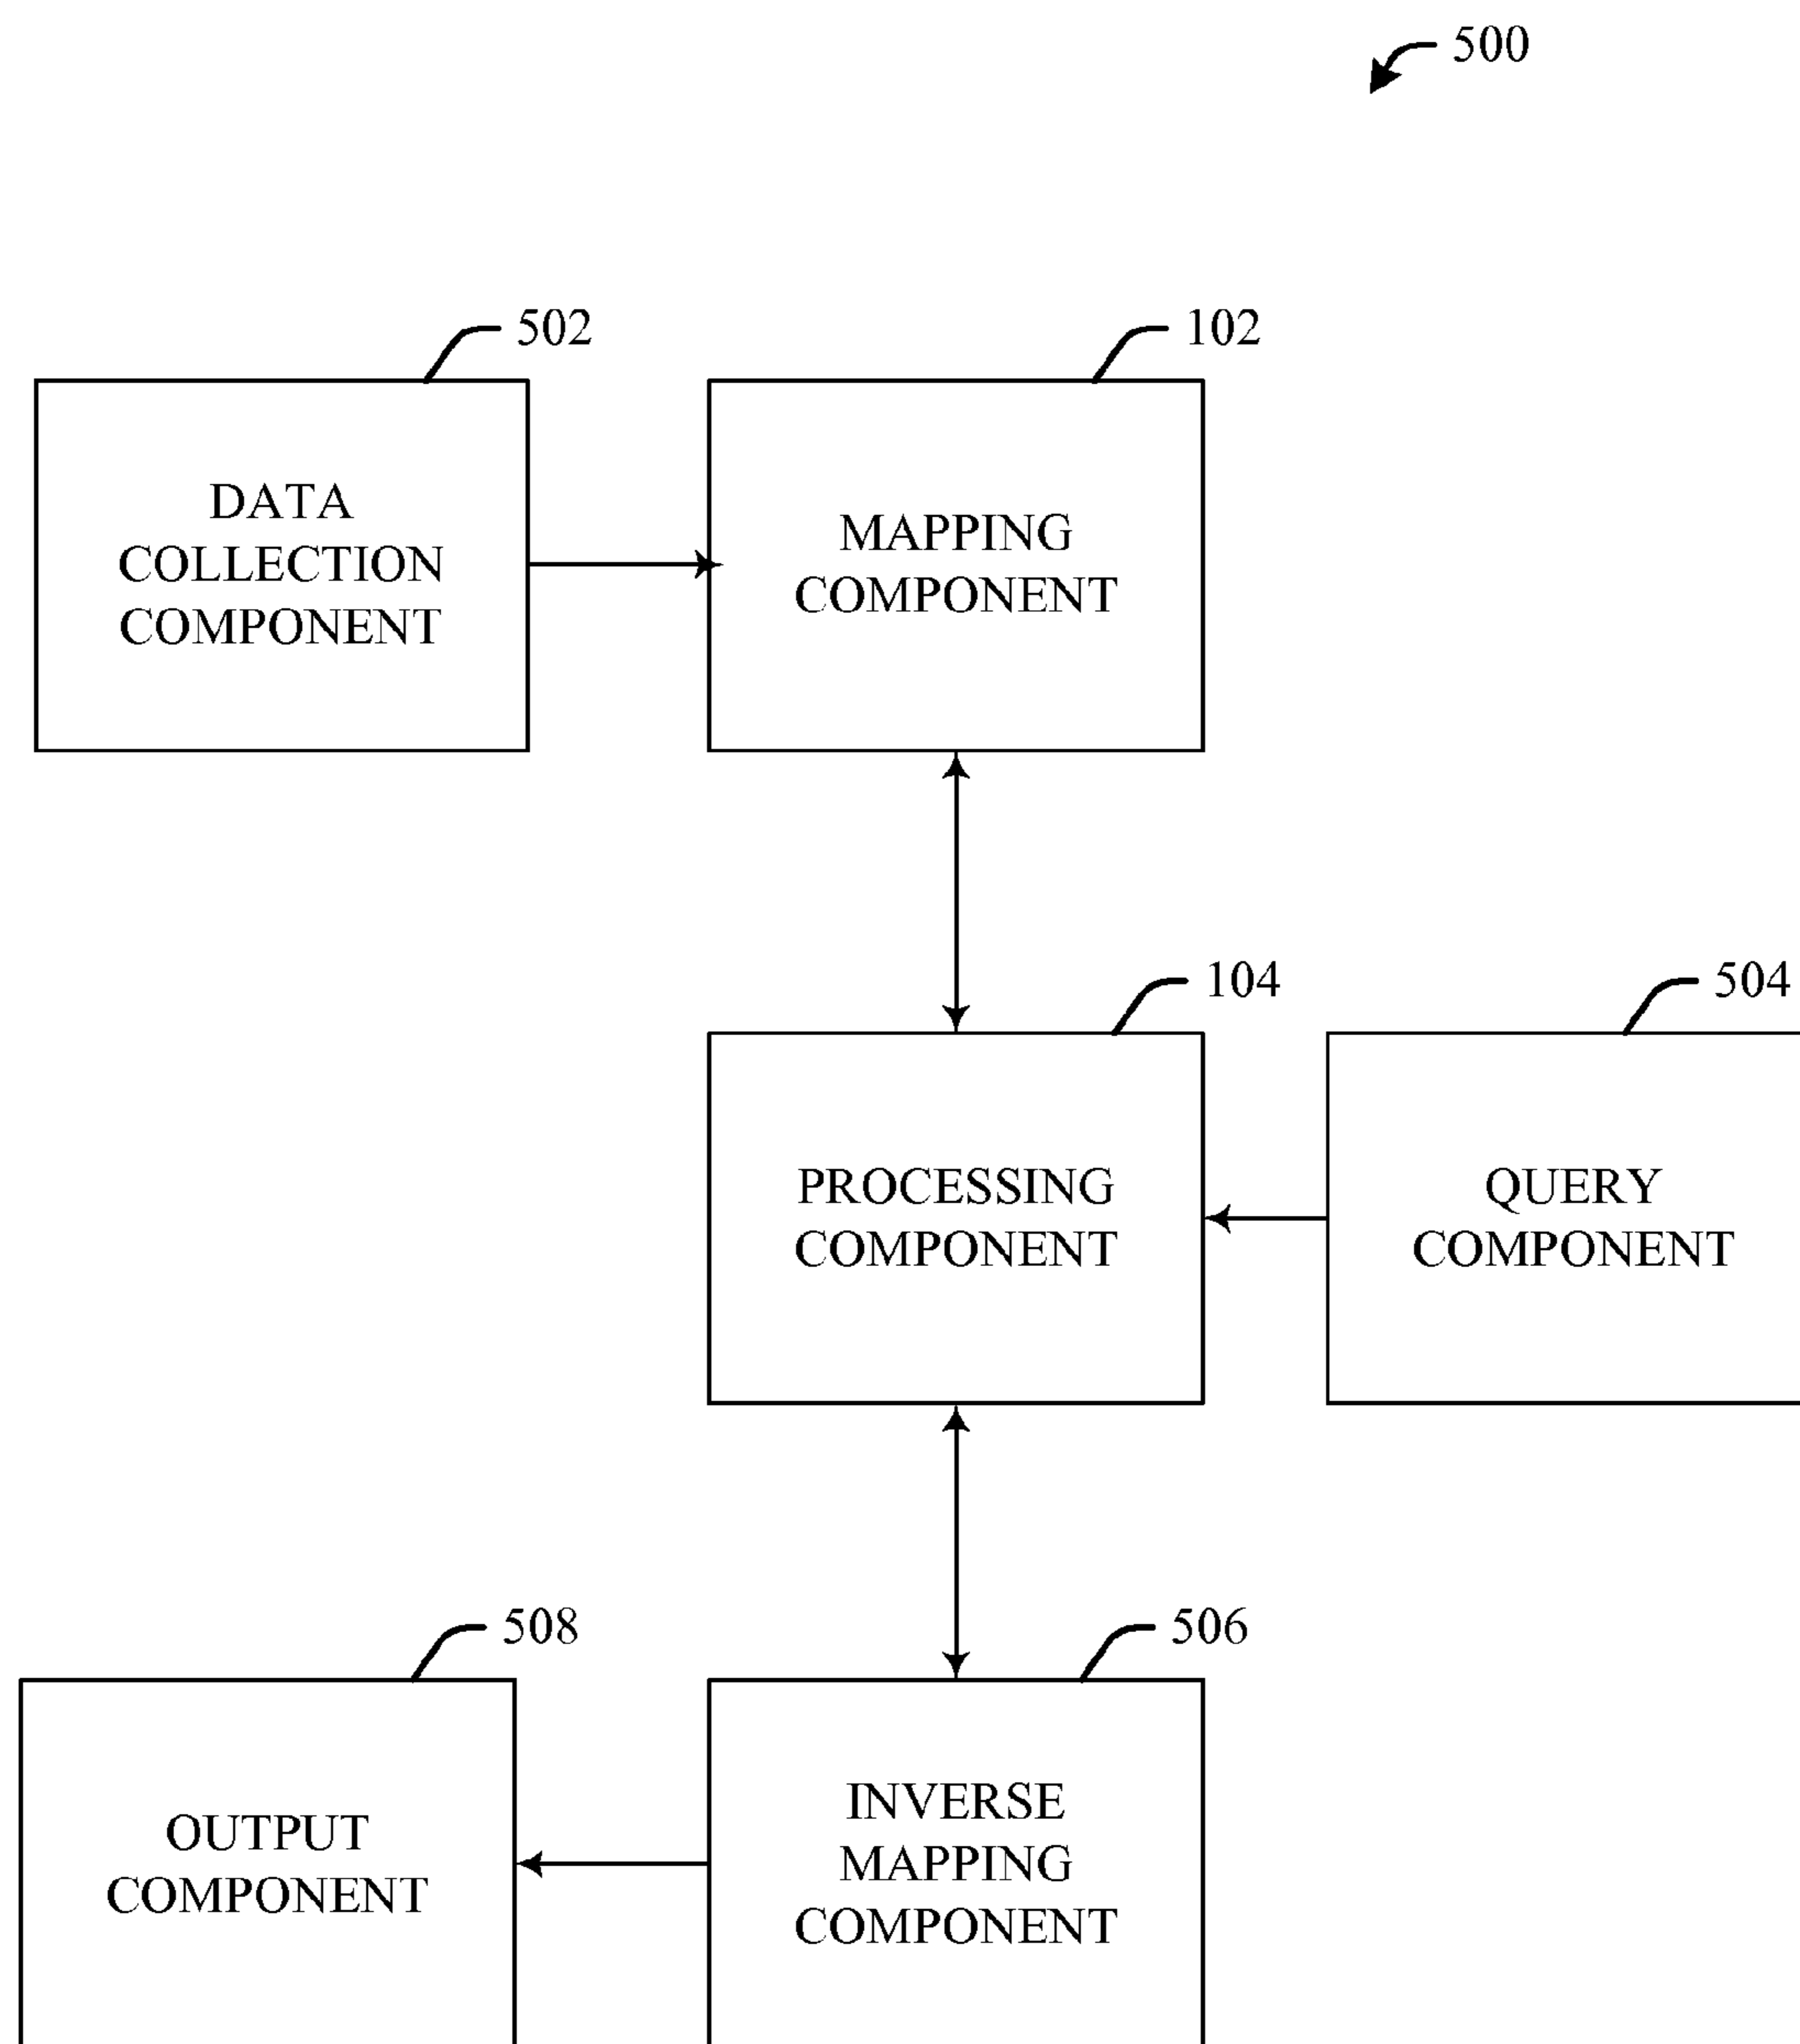 500
502
102
DATA
COLLECTION
COMPONENT
MAPPING
COMPONENT
104
504
PROCESSING
COMPONENT
QUERY
COMPONENT
508
506
OUTPUT
COMPONENT
INVERSE
MAPPING
COMPONENT